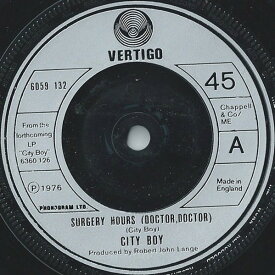 VERTIGO
6059 132
45
From the
forthcoming
LP
"City Boy"
6360 126
Chappell
& Co/
ME
A
℗1976
Made in
England
PHONOGRAM LTD.
SURGERY HOURS (DOCTOR,DOCTOR)
(City Boy)
CITY BOY
Produced by Robert John Lange